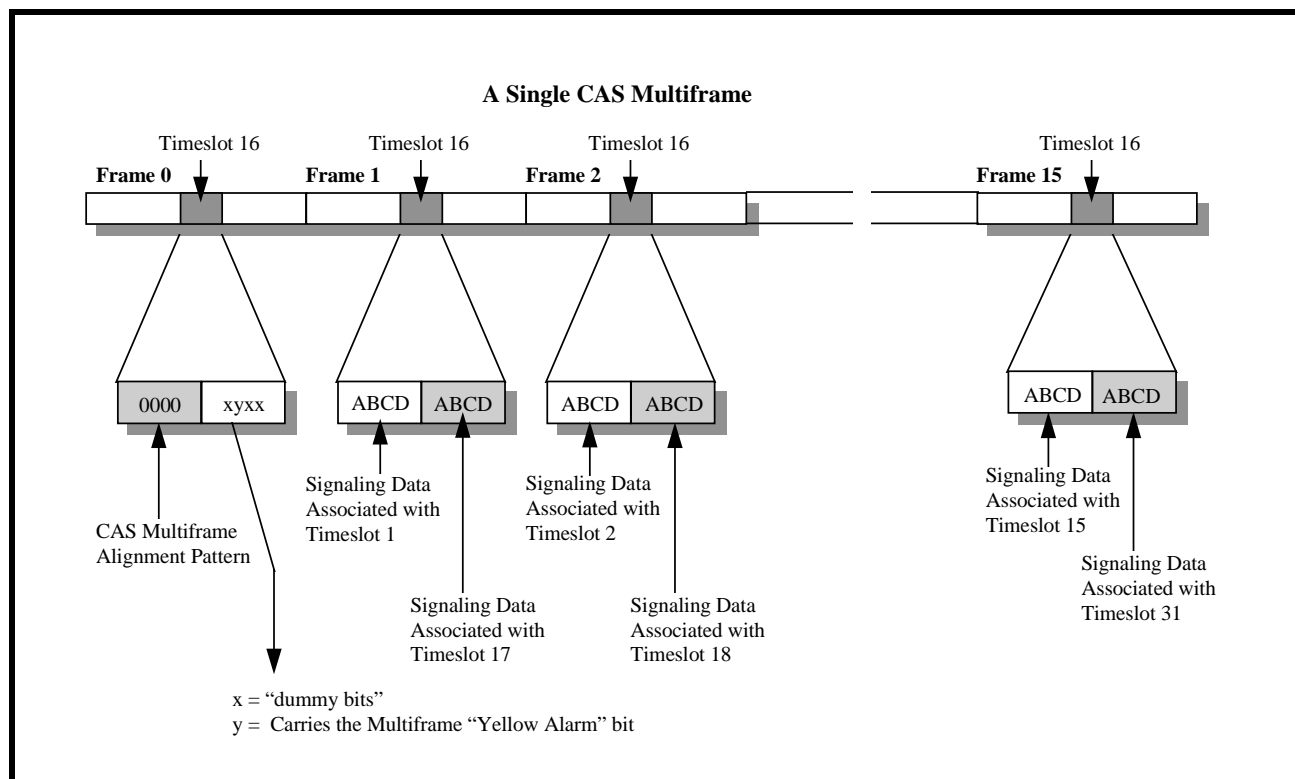 A Single CAS Multiframe
Timeslot 16
Timeslot 16
Timeslot 16
Timeslot 16
Frame 0
Frame 1
Frame 2
Frame 15
0000
xyxx
ABCD
ABCD
ABCD
ABCD
ABCD
ABCD
CAS Multiframe
Alignment Pattern
Signaling Data
Associated with
Timeslot 1
Signaling Data
Associated with
Timeslot 17
Signaling Data
Associated with
Timeslot 2
Signaling Data
Associated with
Timeslot 18
Signaling Data
Associated with
Timeslot 15
Signaling Data
Associated with
Timeslot 31
x = “dummy bits”
y = Carries the Multiframe “Yellow Alarm” bit